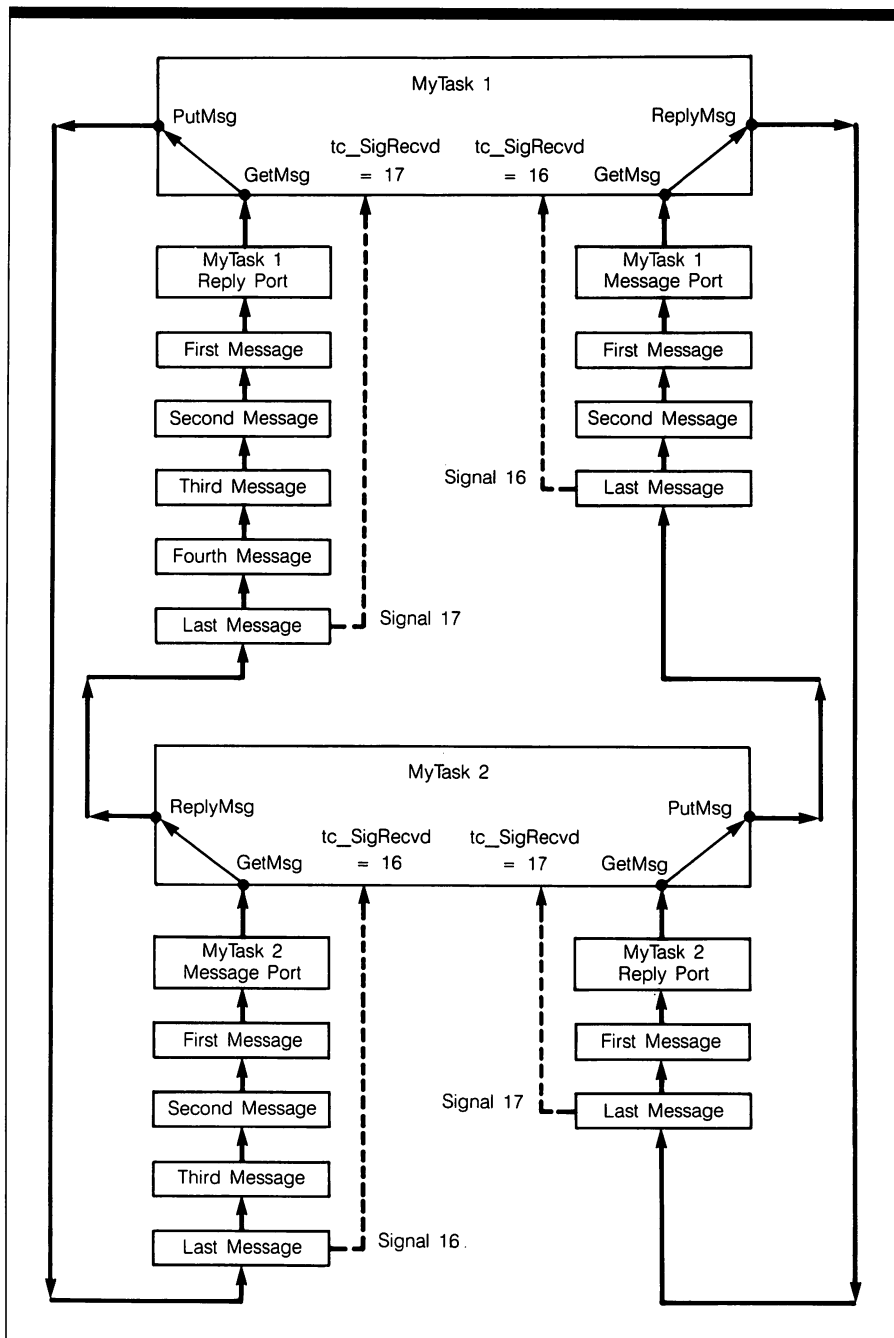 MyTask 1
PutMsg
ReplyMsg
tc_SigRecvd
= 17
tc_SigRecvd
= 16
GetMsg
GetMsg
MyTask 1
Reply Port
First Message
Second Message
Third Message
Fourth Message
Last Message
Signal 17
MyTask 1
Message Port
First Message
Second Message
Last Message
Signal 16
MyTask 2
ReplyMsg
PutMsg
tc_SigRecvd
= 16
tc_SigRecvd
= 17
GetMsg
GetMsg
MyTask 2
Message Port
First Message
Second Message
Third Message
Last Message
Signal 16
MyTask 2
Reply Port
First Message
Last Message
Signal 17